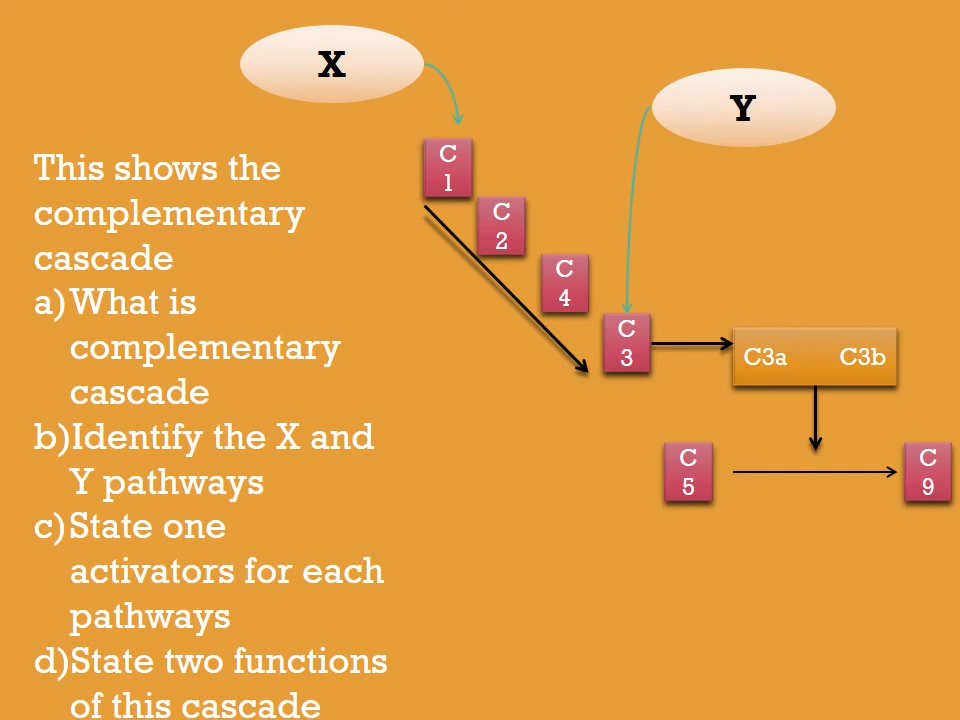 X
Y
This shows the
complementary
cascade
a) What is
complementary
cascade
b) Identify the X and
Y pathways
c) State one
activators for each
pathways
d) State two functions
of this cascade
C
1
C
2
C
4
C
3
C3a C3b
C
5
C
9